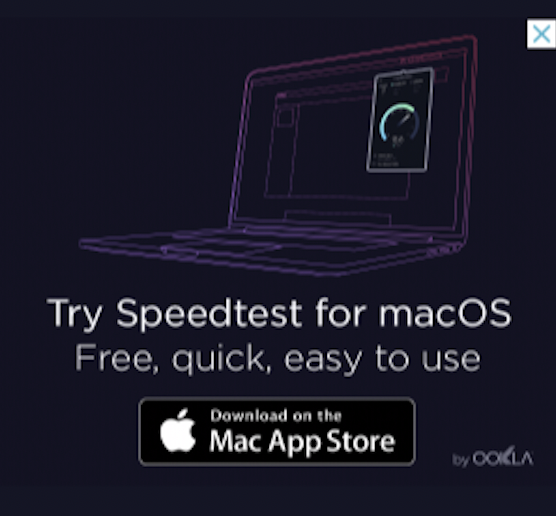 Try Speedtest for macOS
Free, quick, easy to use
Download on the
Mac App Store
by OOKLA